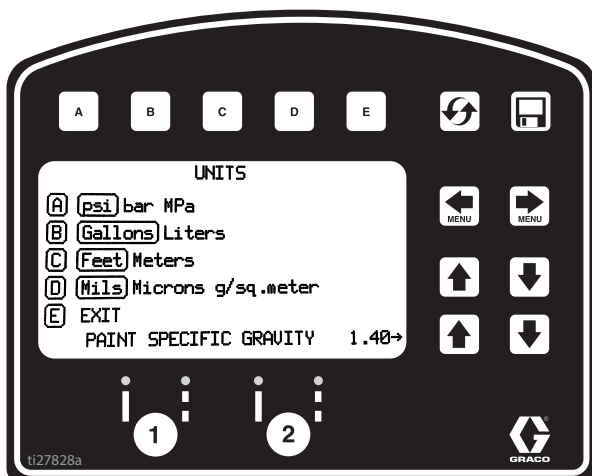 A B C D E
UNITS
A psi bar MPa
B Gallons Liters
C Feet Meters
D Mils Microns g/sq.meter
E EXIT
PAINT SPECIFIC GRAVITY 1.40→
MENU MENU
1 2
GRACO
ti27828a